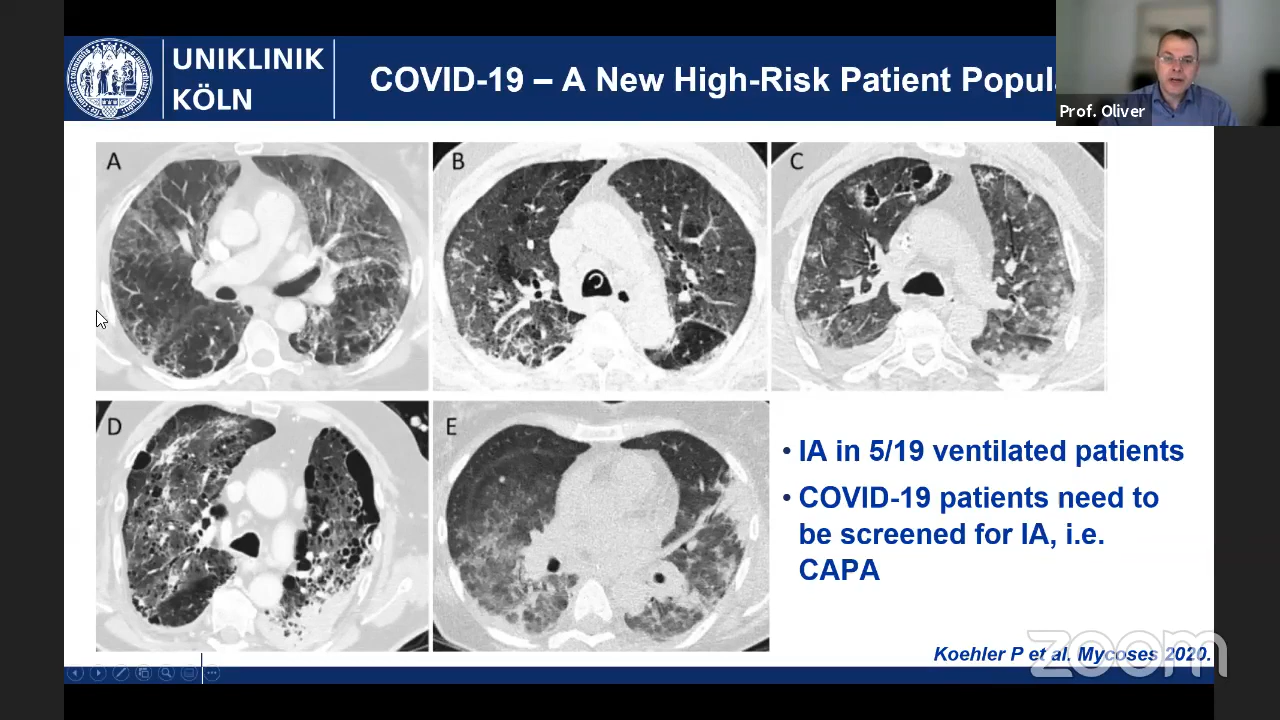 UNIKLINIK
KÖLN
COVID-19 – A New High-Risk Patient Popul
Prof. Oliver
A
B
C
D
E
• IA in 5/19 ventilated patients
• COVID-19 patients need to
be screened for IA, i.e.
CAPA
Koehler P et al. Mycoses 2020.
zoom